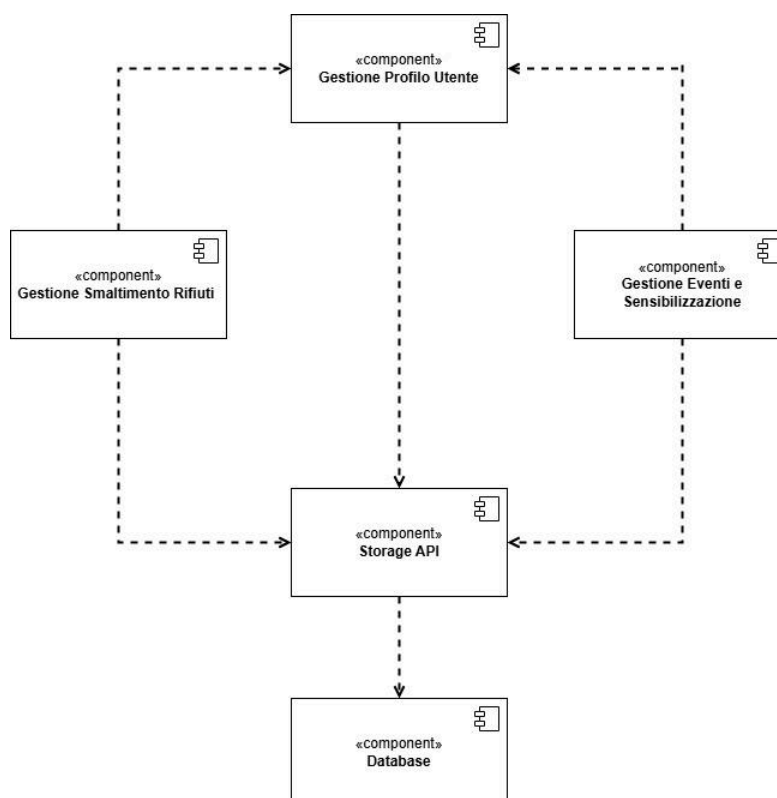 «component»
Gestione Profilo Utente
«component»
Gestione Smaltimento Rifiuti
«component»
Gestione Eventi e
Sensibilizzazione
«component»
Storage API
«component»
Database